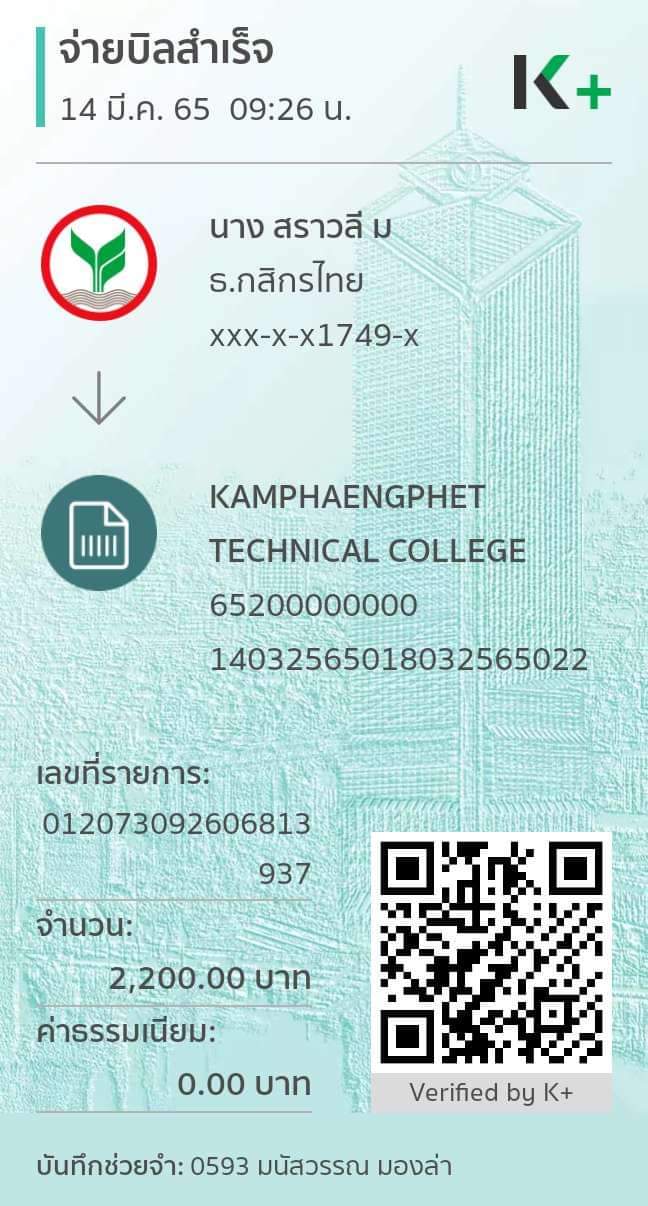 จ่ายบิลสำเร็จ
14 มี.ค. 65  09:26 น.
K+
นาง สราวลี ม
ธ.กสิกรไทย
xxx-x-x1749-x
KAMPHAENGPHET
TECHNICAL COLLEGE
65200000000
14032565018032565022
เลขที่รายการ:
012073092606813
937
จำนวน:
2,200.00 บาท
ค่าธรรมเนียม:
0.00 บาท
Verified by K+
บันทึกช่วยจำ: 0593 มนัสวรรณ มองล่า